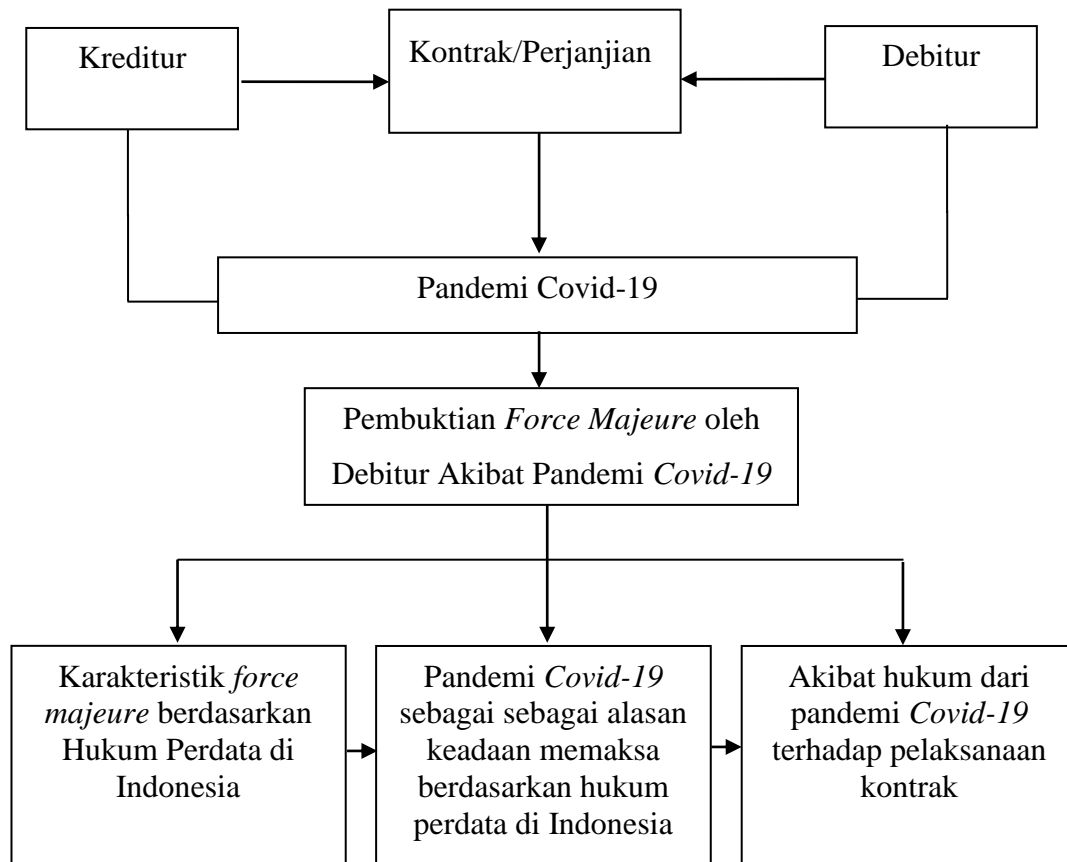 Kreditur
Kontrak/Perjanjian
Debitur
Pandemi Covid-19
Pembuktian Force Majeure oleh
Debitur Akibat Pandemi Covid-19
Karakteristik force
majeure berdasarkan
Hukum Perdata di
Indonesia
Pandemi Covid-19
sebagai sebagai alasan
keadaan memaksa
berdasarkan hukum
perdata di Indonesia
Akibat hukum dari
pandemi Covid-19
terhadap pelaksanaan
kontrak